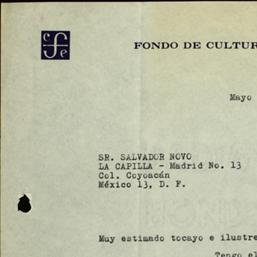 cfe
FONDO DE CULTUR
Mayo
SR. SALVADOR NOVO
LA CAPILLA - Madrid No. 13
Col. Coyoacán
México 13, D. F.
Muy estimado tocayo e ilustre
Tengo el